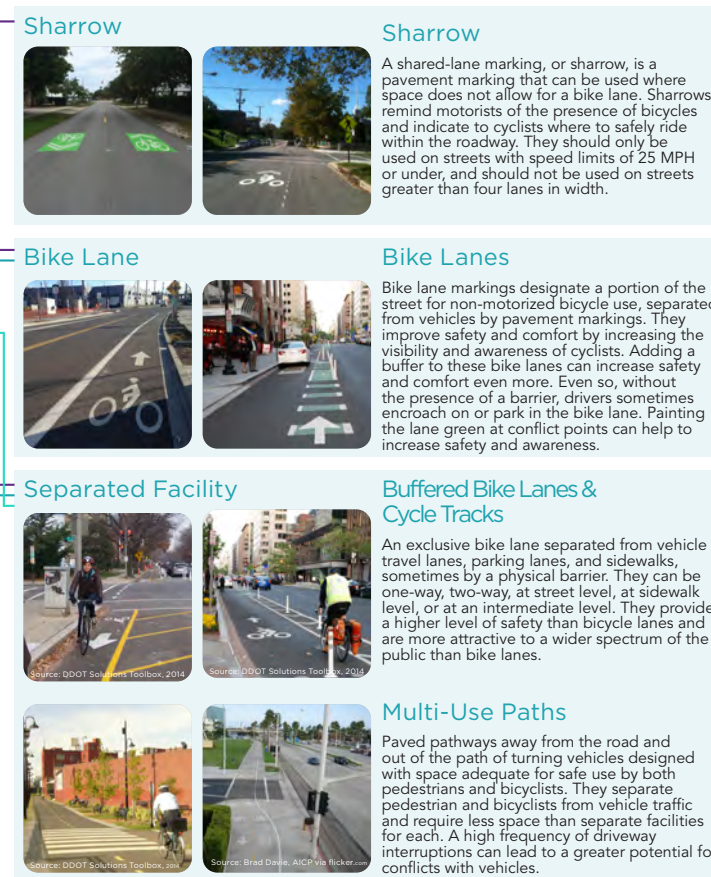 Sharrow
Sharrow
A shared-lane marking, or sharrow, is a
pavement marking that can be used where
space does not allow for a bike lane. Sharrows
remind motorists of the presence of bicycles
and indicate to cyclists where to safely ride
within the roadway. They should only be
used on streets with speed limits of 25 MPH
or under, and should not be used on streets
greater than four lanes in width.
Bike Lane
Bike Lanes
Bike lane markings designate a portion of the
street for non-motorized bicycle use, separated
from vehicles by pavement markings. They
improve safety and comfort by increasing the
visibility and awareness of cyclists. Adding a
buffer to these bike lanes can increase safety
and comfort even more. Even so, without
the presence of a barrier, drivers sometimes
encroach on or park in the bike lane. Painting
the lane green at conflict points can help to
increase safety and awareness.
Separated Facility
Source: DDOT Solutions Toolbox, 2014
Source: DDOT Solutions Toolbox, 2014
Buffered Bike Lanes &
Cycle Tracks
An exclusive bike lane separated from vehicle
travel lanes, parking lanes, and sidewalks,
sometimes by a physical barrier. They can be
one-way, two-way, at street level, at sidewalk
level, or at an intermediate level. They provide
a higher level of safety than bicycle lanes and
are more attractive to a wider spectrum of the
public than bike lanes.
Source: DDOT Solutions Toolbox, 2014
Source: Brad Davie, AICP via flicker.com
Multi-Use Paths
Paved pathways away from the road and
out of the path of turning vehicles designed
with space adequate for safe use by both
pedestrians and bicyclists. They separate
pedestrian and bicyclists from vehicle traffic
and require less space than separate facilities
for each. A high frequency of driveway
interruptions can lead to a greater potential fo
conflicts with vehicles.